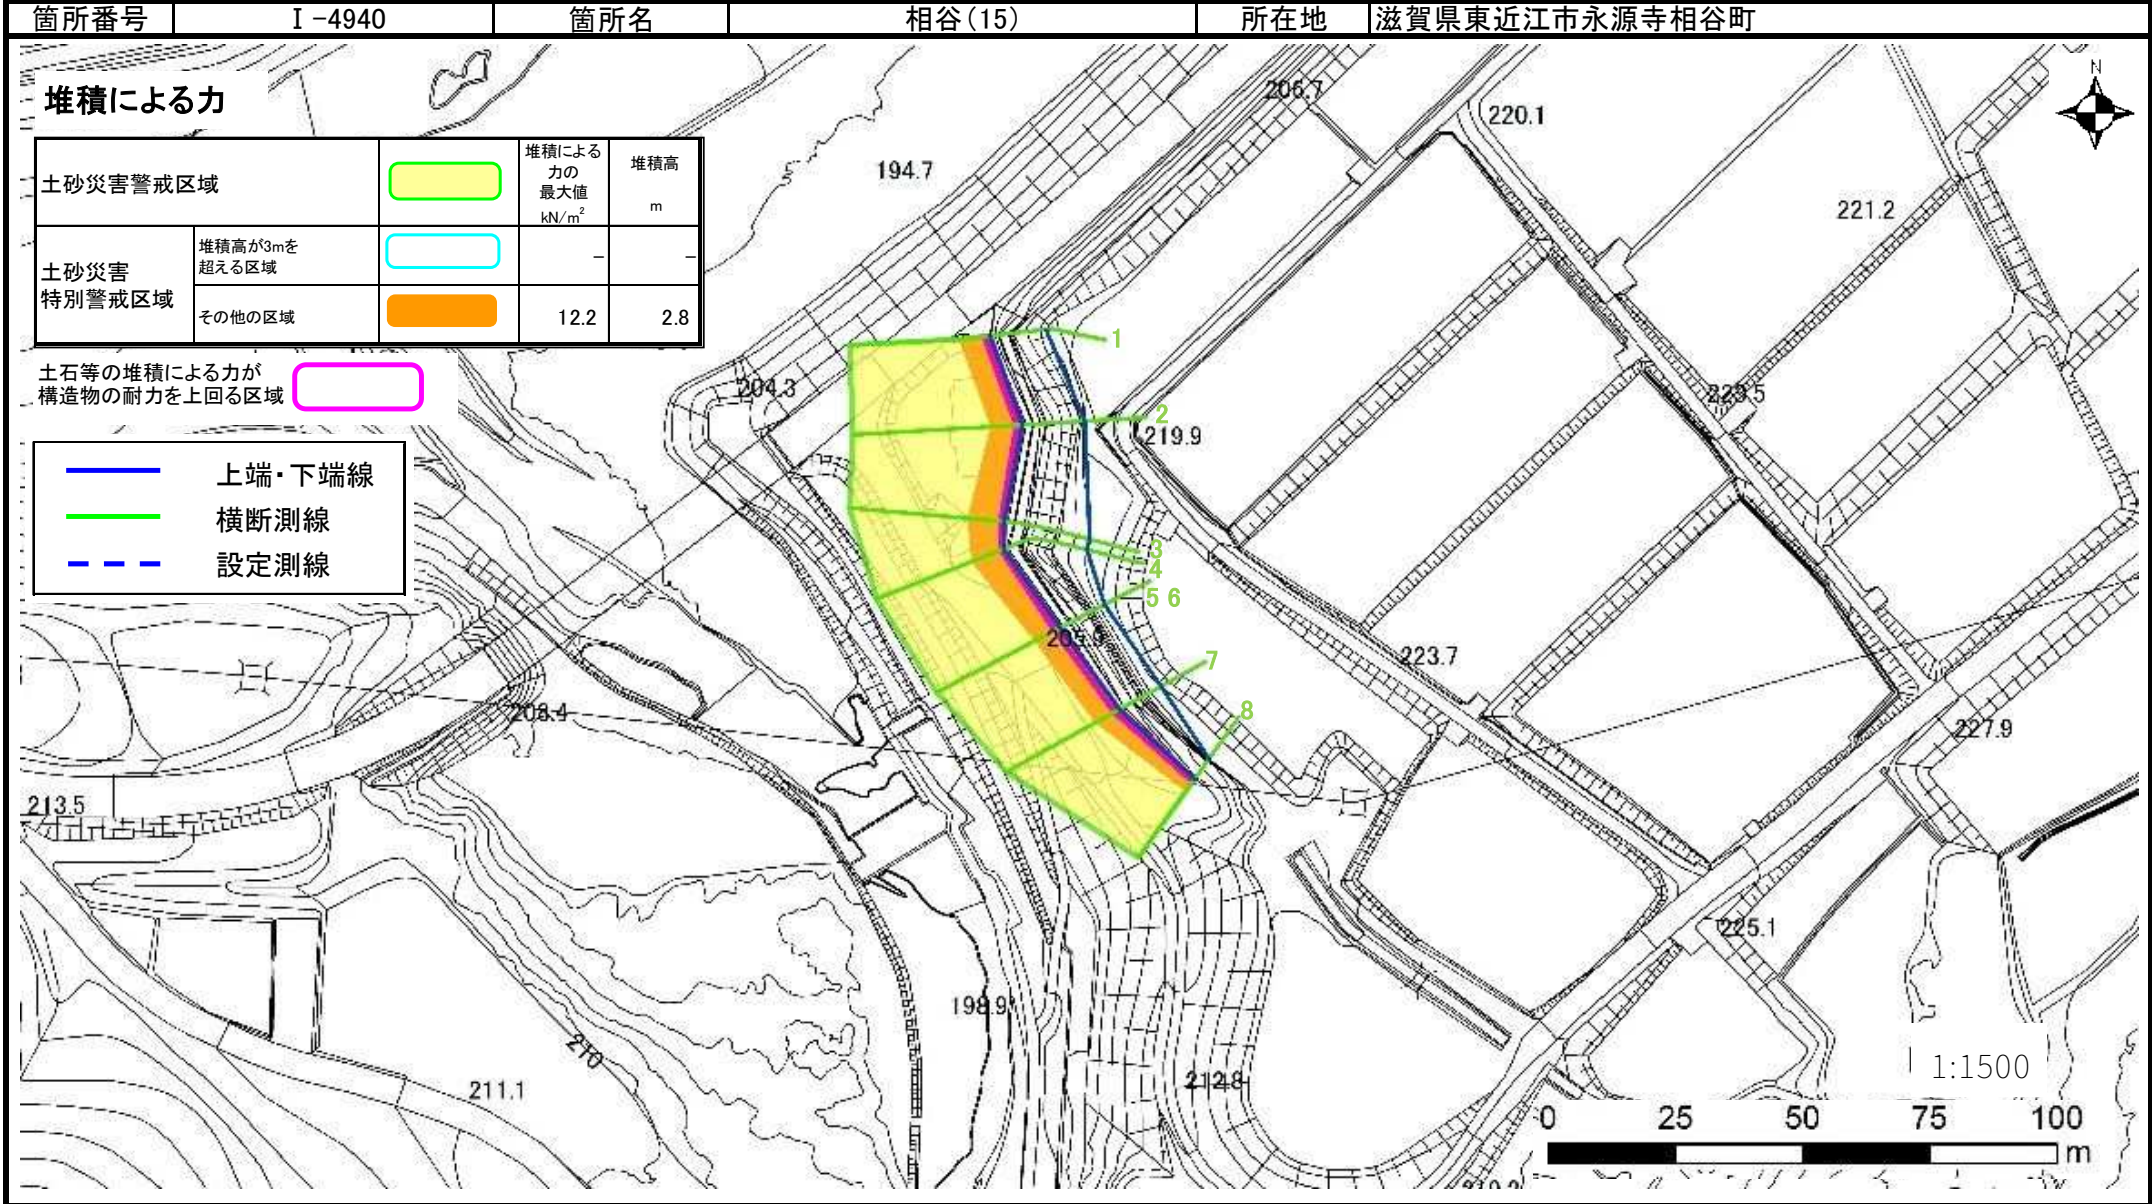 箇所番号 Ⅰ-4940 箇所名 相谷(15) 所在地 滋賀県東近江市永源寺相谷町
堆積による力
土砂災害警戒区域
堆積による
力の
最大値
kN/m²
堆積高
m
土砂災害
特別警戒区域
堆積高が3mを
超える区域
－ －
その他の区域
12.2 2.8
土石等の堆積による力が
構造物の耐力を上回る区域
上端・下端線
横断測線
設定測線
N
206.7
220.1
194.7
221.2
204.3
223.5
219.9
1
2
3
4
5 6
7
8
223.7
208.4
227.9
213.5
225.1
198.9
210
211.1
212.8
1:1500
0 25 50 75 100
m